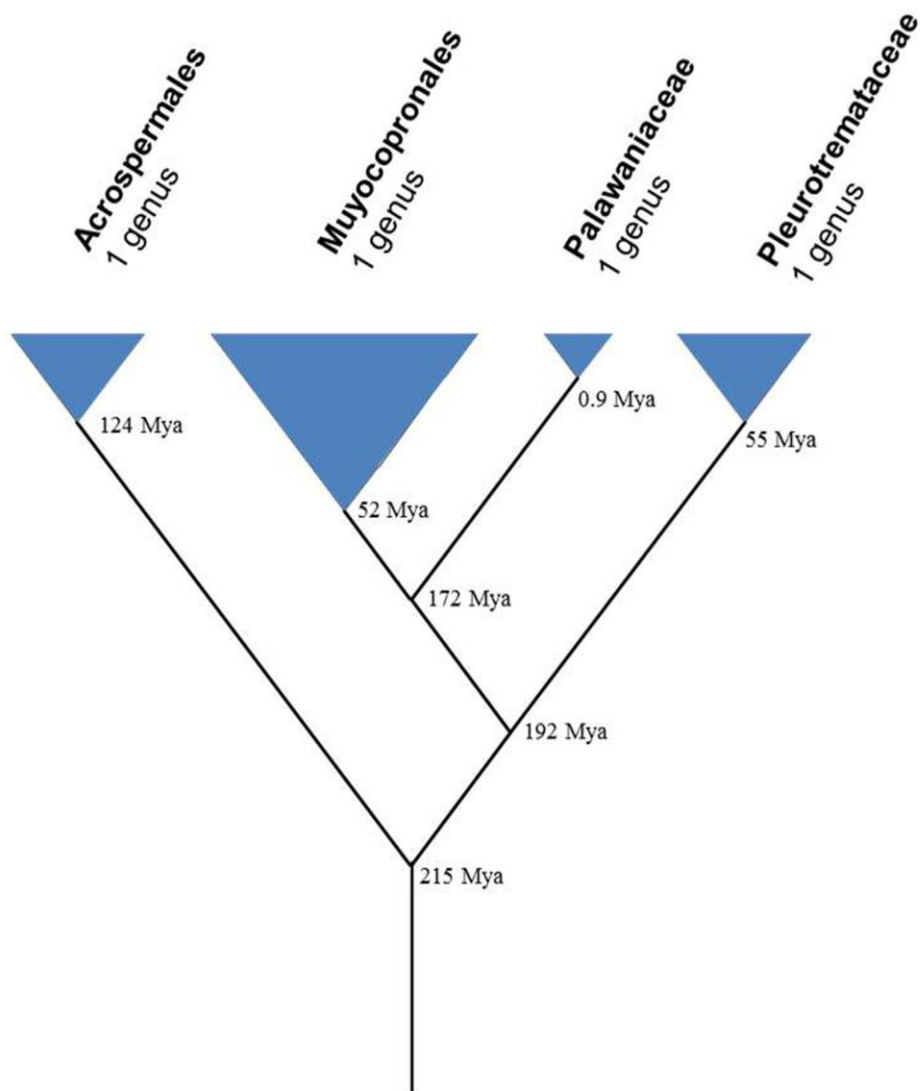 Acrospermales
1 genus
Muyocopronales
1 genus
Palawaniaceae
1 genus
Pleurotremataceae
1 genus
124 Mya
0.9 Mya
55 Mya
52 Mya
172 Mya
192 Mya
215 Mya